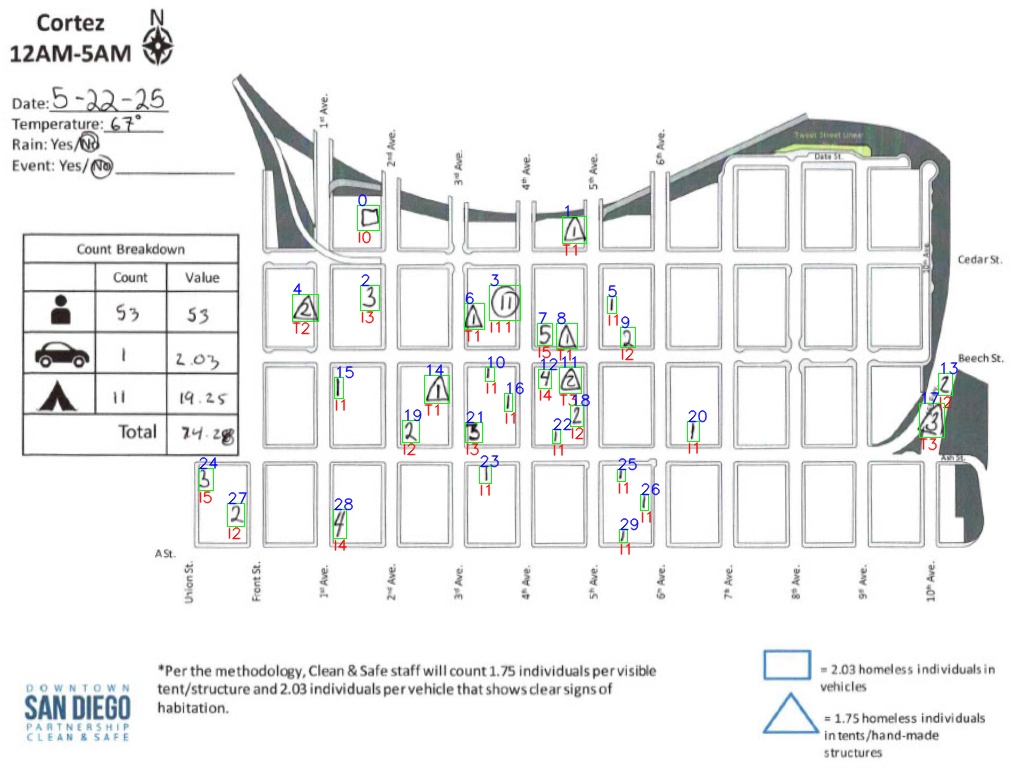 Cortez
N
12AM-5AM
Date: 5-22-25
Temperature: 67°
Rain: Yes/No
Event: Yes/No
1st Ave.
2nd Ave.
3rd Ave.
4th Ave.
5th Ave.
6th Ave.
Tweet Street Linear
Date St.
10th Ave
Cedar St.
Beech St.
Ash St.
Count Breakdown
Count Value
53 53
1 2.03
11 19.25
Total 74.28
0
I0
1
1
T1
4
2
T2
2
3
I3
3
11
I11
6
1
T1
7
5
I5
8
1
T1
5
1
I1
9
2
I2
15
1
I1
14
1
T1
10
1
I1
16
1
I1
12
4
I4
11
2
T3
18
2
I2
13
2
I2
17
3
T3
19
2
I2
21
3
I3
22
1
I1
20
1
I1
24
3
I5
27
2
I2
28
4
I4
23
1
I1
25
1
I1
26
1
I1
29
1
I1
A St.
Union St.
Front St.
1st Ave.
2nd Ave.
3rd Ave.
4th Ave.
5th Ave.
6th Ave.
7th Ave.
8th Ave.
9th Ave.
10th Ave.
DOWNTOWN
SAN DIEGO
PARTNERSHIP
CLEAN & SAFE
*Per the methodology, Clean & Safe staff will count 1.75 individuals per visible
tent/structure and 2.03 individuals per vehicle that shows clear signs of
habitation.
= 2.03 homeless individuals in
vehicles
= 1.75 homeless individuals
in tents/hand-made
structures